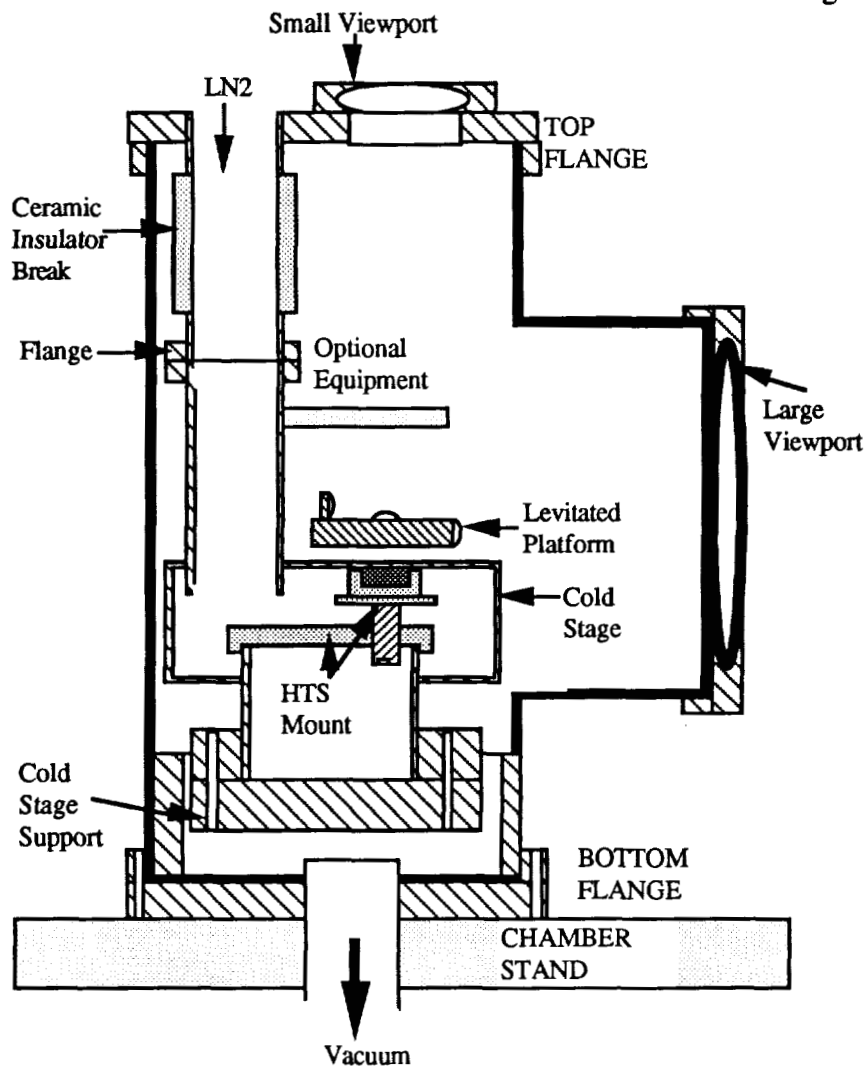 Small Viewport
LN2
TOP
FLANGE
Ceramic
Insulator
Break
Flange
Optional
Equipment
Large
Viewport
Levitated
Platform
Cold
Stage
HTS
Mount
Cold
Stage
Support
BOTTOM
FLANGE
CHAMBER
STAND
Vacuum